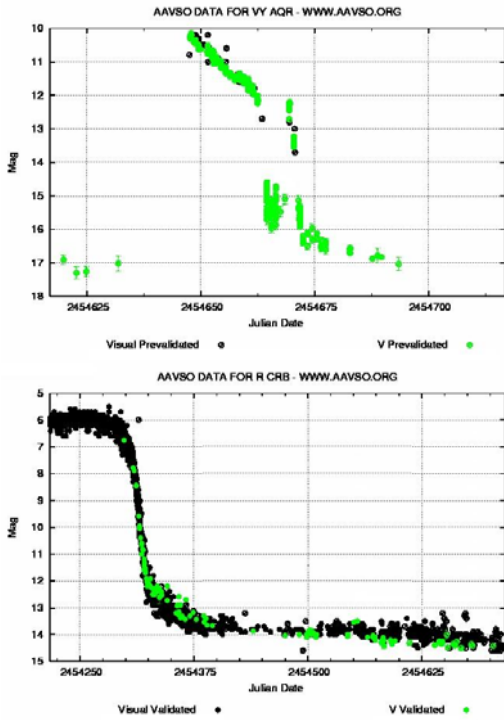 AAVSO DATA FOR VY AQR - WWW.AAVSO.ORG
10
11
12
13
14
15
16
17
18
Mag
2454625 2454650 2454675 2454700
Julian Date
Visual Prevalidated V Prevalidated
AAVSO DATA FOR R CRB - WWW.AAVSO.ORG
5
6
7
8
9
10
11
12
13
14
15
Mag
2454250 2454375 2454500 2454625
Julian Date
Visual Validated V Validated